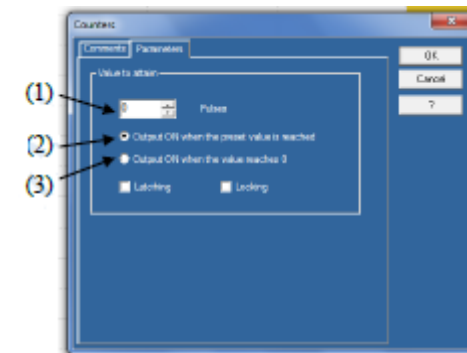 Counters
Comments Parameters
OK
Cancel
?
Value to attain
(1)
0 Pulses
(2)
Output ON when the preset value is reached
(3)
Output ON when the value reaches 0
Latching Locking